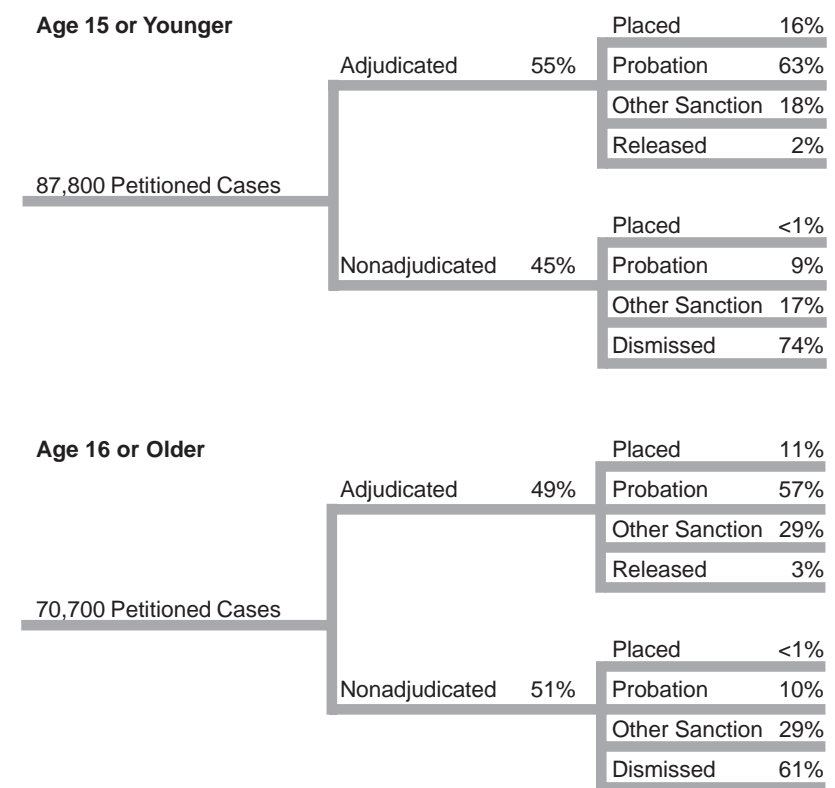 Age 15 or Younger
Placed 16%
Adjudicated 55% Probation 63%
Other Sanction 18%
Released 2%
87,800 Petitioned Cases
Placed <1%
Nonadjudicated 45% Probation 9%
Other Sanction 17%
Dismissed 74%
Age 16 or Older
Placed 11%
Adjudicated 49% Probation 57%
Other Sanction 29%
Released 3%
70,700 Petitioned Cases
Placed <1%
Nonadjudicated 51% Probation 10%
Other Sanction 29%
Dismissed 61%